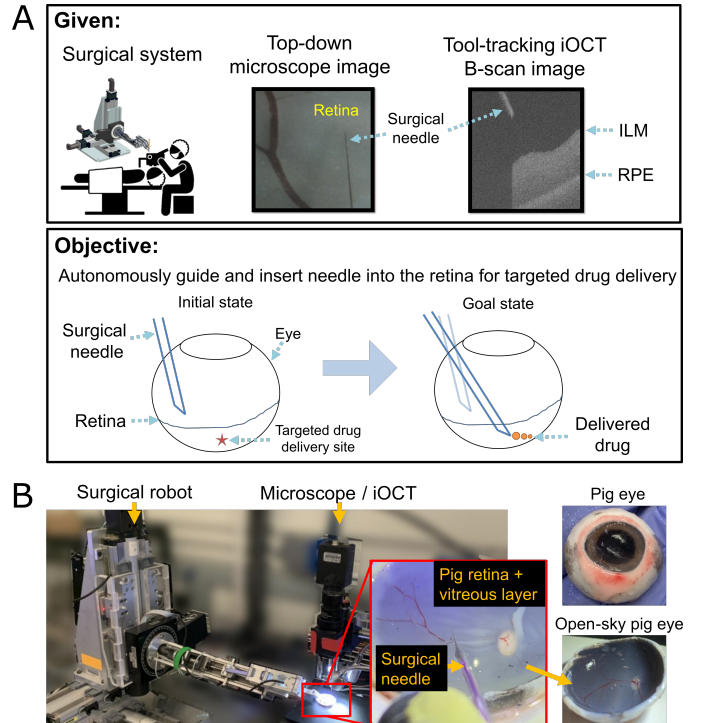 A
Given:
Surgical system
Top-down
microscope image
Tool-tracking iOCT
B-scan image
Retina
Surgical
needle
ILM
RPE
Objective:
Autonomously guide and insert needle into the retina for targeted drug delivery
Initial state
Goal state
Surgical
needle
Eye
Retina
Targeted drug
delivery site
Delivered
drug
B
Surgical robot
Microscope / iOCT
Pig eye
Pig retina +
vitreous layer
Open-sky pig eye
Surgical
needle